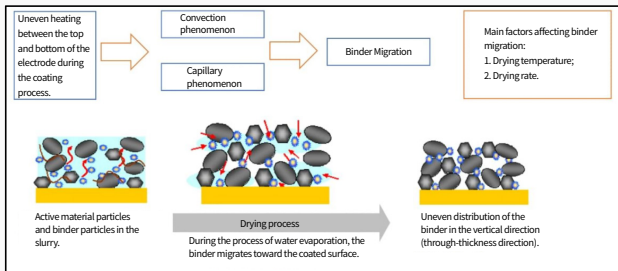 Uneven heating
between the top
and bottom of the
electrode during
the coating
process.
Convection
phenomenon
Capillary
phenomenon
Binder Migration
Main factors affecting binder
migration:
1. Drying temperature;
2. Drying rate.
Active material particles
and binder particles in the
slurry.
Drying process
During the process of water evaporation, the
binder migrates toward the coated surface.
Uneven distribution of the
binder in the vertical direction
(through-thickness direction).